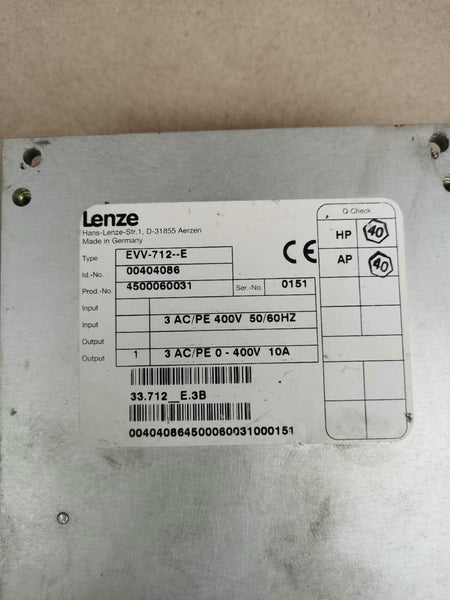 Lenze
Hans-Lenze-Str.1, D-31855 Aerzen
Made in Germany
Type EVV-712--E
Id.-No. 00404086
Prod.-No. 4500060031 Ser.-No. 0151
Input
Input 3 AC/PE 400V 50/60HZ
Output
Output 1 3 AC/PE 0 - 400V 10A
33.712__E.3B
004040864500060031000151
CE
Q-Check
HP 40
AP 40